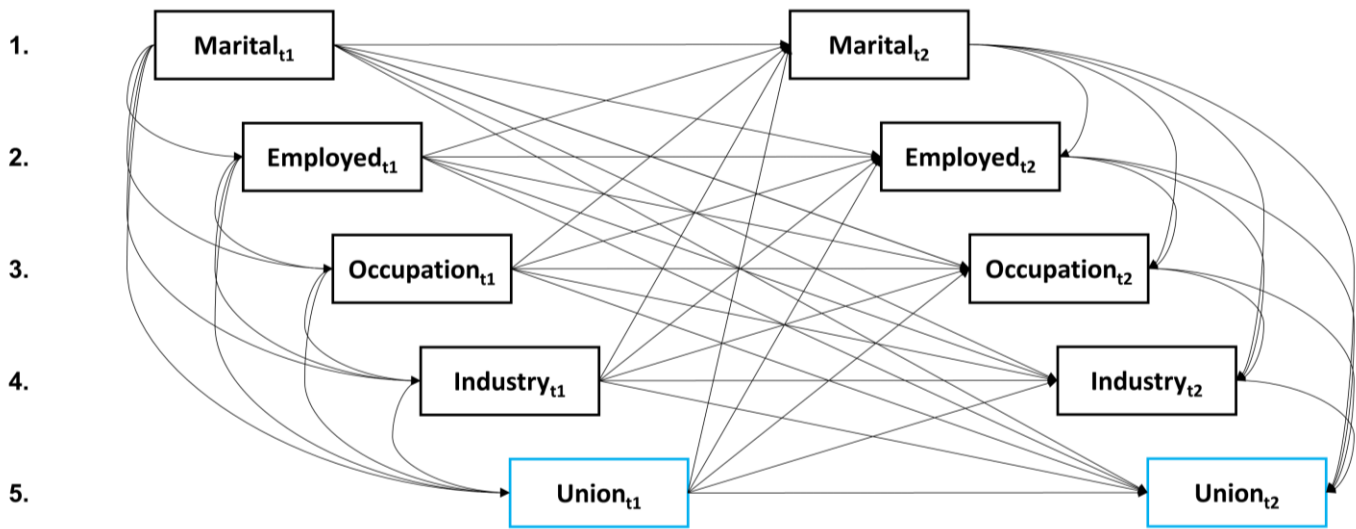 1. Marital t1 Marital t2
2. Employed t1 Employed t2
3. Occupation t1 Occupation t2
4. Industry t1 Industry t2
5. Union t1 Union t2